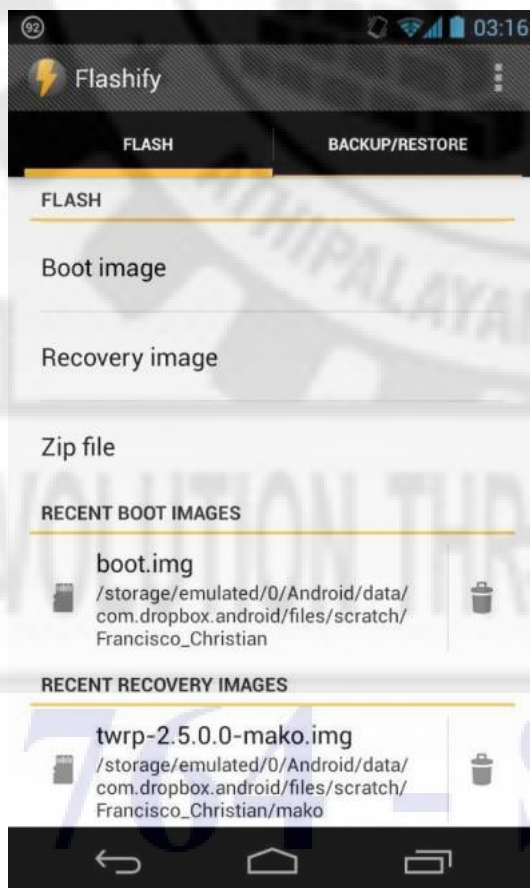 92
03:16
Flashify
FLASH
BACKUP/RESTORE
FLASH
Boot image
Recovery image
Zip file
RECENT BOOT IMAGES
boot.img
/storage/emulated/0/Android/data/
com.dropbox.android/files/scratch/
Francisco_Christian
RECENT RECOVERY IMAGES
twrp-2.5.0.0-mako.img
/storage/emulated/0/Android/data/
com.dropbox.android/files/scratch/
Francisco_Christian/mako
764 -